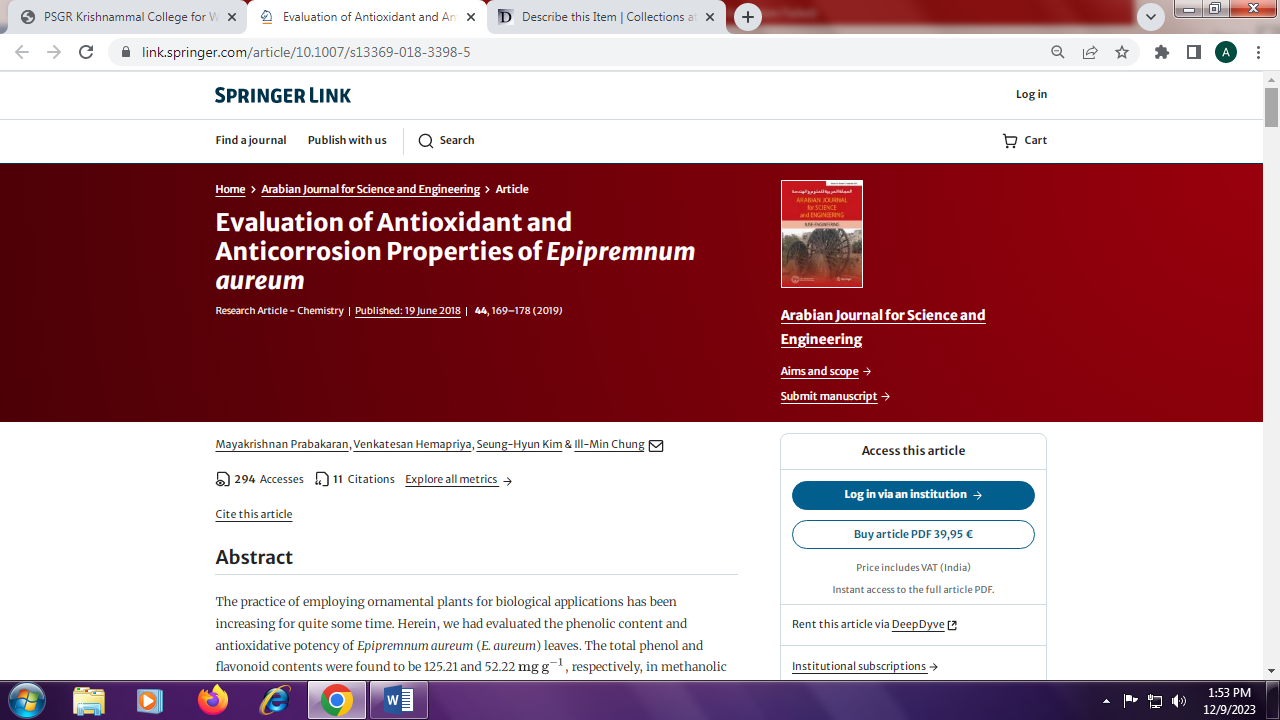 PSGR Krishnammal College for W
Evaluation of Antioxidant and An
Describe this Item | Collections at
link.springer.com/article/10.1007/s13369-018-3398-5
A
SPRINGER LINK
Log in
Find a journal
Publish with us
Search
Cart
Home > Arabian Journal for Science and Engineering > Article
Evaluation of Antioxidant and
Anticorrosion Properties of Epipremnum
aureum
Research Article - Chemistry | Published: 19 June 2018 | 44, 169–178 (2019)
ARABIAN JOURNAL
for SCIENCE
and ENGINEERING
Arabian Journal for Science and
Engineering
Aims and scope →
Submit manuscript →
Mayakrishnan Prabakaran, Venkatesan Hemapriya, Seung-Hyun Kim & Ill-Min Chung
294 Accesses
11 Citations
Explore all metrics →
Cite this article
Abstract
The practice of employing ornamental plants for biological applications has been
increasing for quite some time. Herein, we had evaluated the phenolic content and
antioxidative potency of Epipremnum aureum (E. aureum) leaves. The total phenol and
flavonoid contents were found to be 125.21 and 52.22 mg g⁻¹, respectively, in methanolic
Access this article
Log in via an institution →
Buy article PDF 39,95 €
Price includes VAT (India)
Instant access to the full article PDF.
Rent this article via DeepDyve
Institutional subscriptions →
W
1:53 PM
12/9/2023